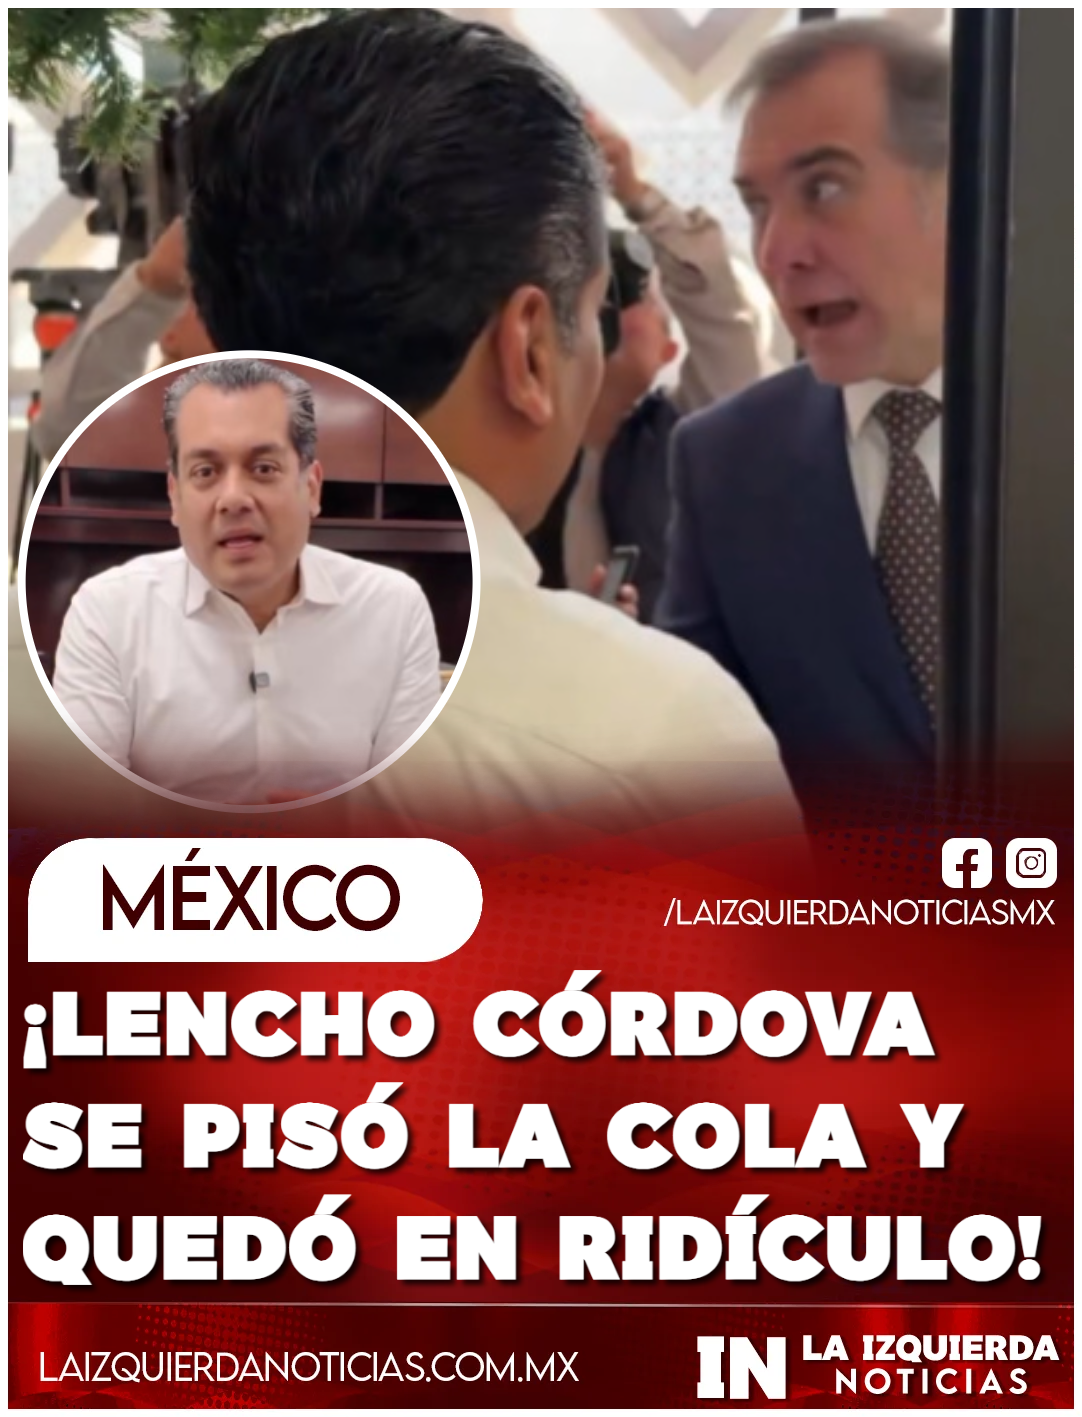 MÉXICO
/LAIZQUIERDANOTICIASMX
¡LENCHO CÓRDOVA
SE PISÓ LA COLA Y
QUEDÓ EN RIDÍCULO!
LAIZQUIERDANOTICIAS.COM.MX
IN LA IZQUIERDA
NOTICIAS